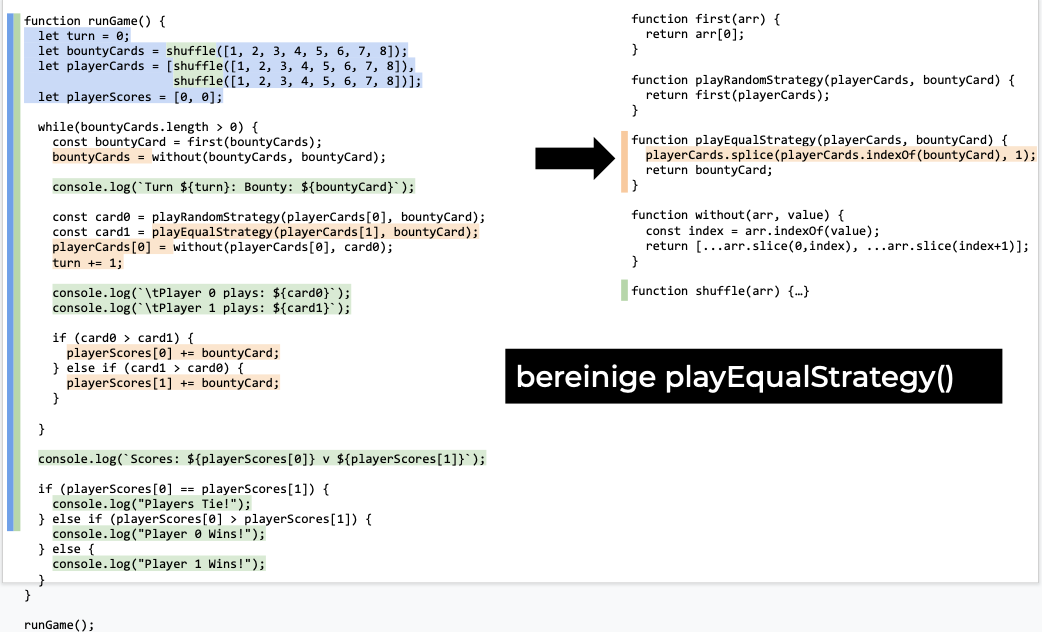 function runGame() {
  let turn = 0;
  let bountyCards = shuffle([1, 2, 3, 4, 5, 6, 7, 8]);
  let playerCards = [shuffle([1, 2, 3, 4, 5, 6, 7, 8]),
                     shuffle([1, 2, 3, 4, 5, 6, 7, 8])];
  let playerScores = [0, 0];
  while(bountyCards.length > 0) {
    const bountyCard = first(bountyCards);
    bountyCards = without(bountyCards, bountyCard);
    console.log(`Turn ${turn}: Bounty: ${bountyCard}`);
    const card0 = playRandomStrategy(playerCards[0], bountyCard);
    const card1 = playEqualStrategy(playerCards[1], bountyCard);
    playerCards[0] = without(playerCards[0], card0);
    turn += 1;
    console.log(`\tPlayer 0 plays: ${card0}`);
    console.log(`\tPlayer 1 plays: ${card1}`);
    if (card0 > card1) {
      playerScores[0] += bountyCard;
    } else if (card1 > card0) {
      playerScores[1] += bountyCard;
    }
  }
  console.log(`Scores: ${playerScores[0]} v ${playerScores[1]}`);
  if (playerScores[0] == playerScores[1]) {
    console.log("Players Tie!");
  } else if (playerScores[0] > playerScores[1]) {
    console.log("Player 0 Wins!");
  } else {
    console.log("Player 1 Wins!");
  }
}
runGame();
function first(arr) {
  return arr[0];
}
function playRandomStrategy(playerCards, bountyCard) {
  return first(playerCards);
}
function playEqualStrategy(playerCards, bountyCard) {
  playerCards.splice(playerCards.indexOf(bountyCard), 1);
  return bountyCard;
}
function without(arr, value) {
  const index = arr.indexOf(value);
  return [...arr.slice(0,index), ...arr.slice(index+1)];
}
function shuffle(arr) {…}
bereinige playEqualStrategy()